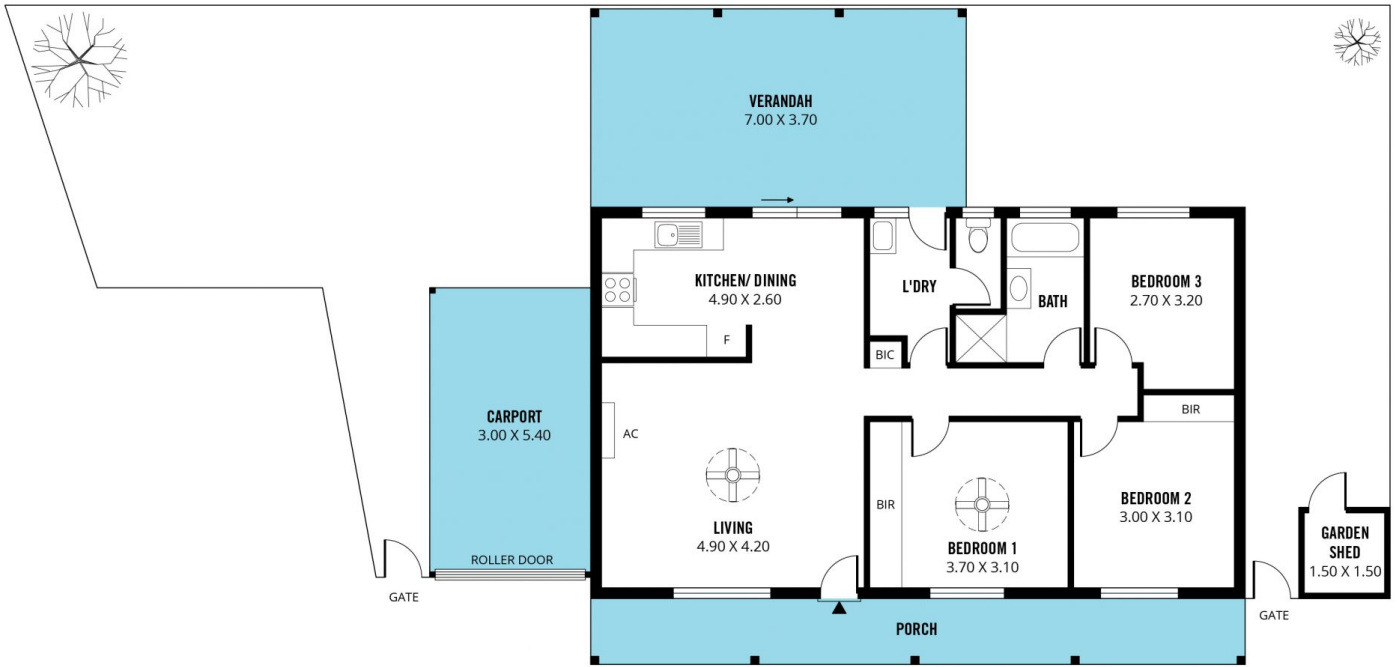 VERANDAH
7.00 X 3.70
KITCHEN/ DINING
4.90 X 2.60
L'DRY
BATH
BEDROOM 3
2.70 X 3.20
F
BIC
BIR
CARPORT
3.00 X 5.40
AC
LIVING
4.90 X 4.20
BIR
BEDROOM 1
3.70 X 3.10
BEDROOM 2
3.00 X 3.10
GARDEN
SHED
1.50 X 1.50
ROLLER DOOR
GATE
GATE
PORCH